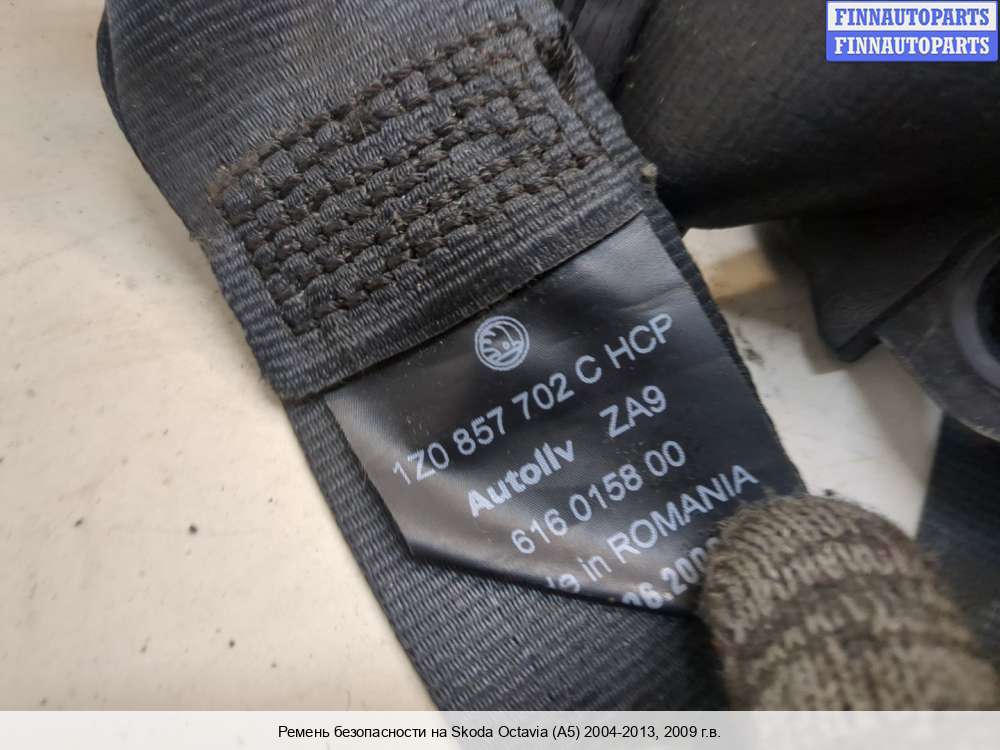 FINNAUTOPARTS
FINNAUTOPARTS
1Z0 857 702 C HCP
Autoliv ZA9
616 0158 00
in ROMANIA
Ремень безопасности на Skoda Octavia (A5) 2004-2013, 2009 г.в.